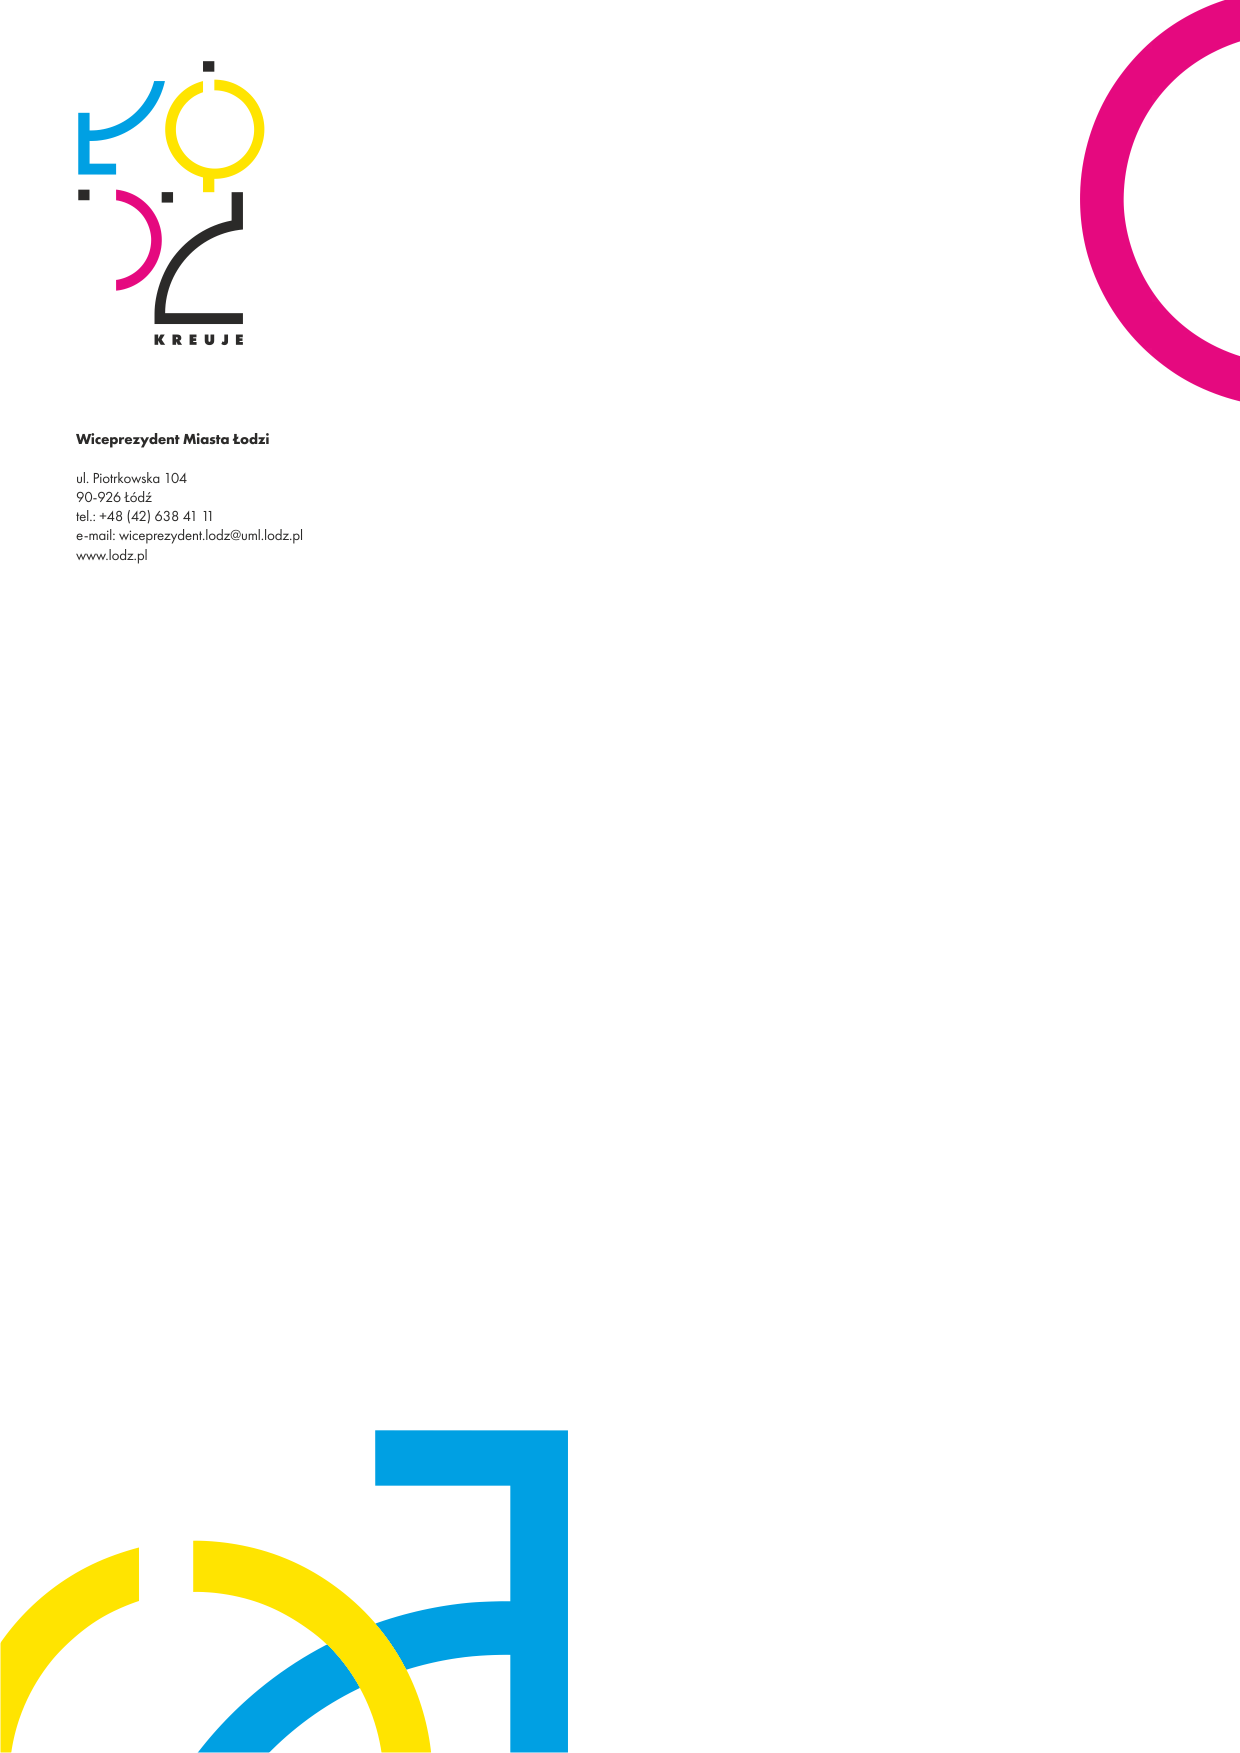 ŁÓDŹ
KREUJE
Wiceprezydent Miasta Łodzi
ul. Piotrkowska 104
90-926 Łódź
tel.: +48 (42) 638 41 11
e-mail: wiceprezydent.lodz@uml.lodz.pl
www.lodz.pl